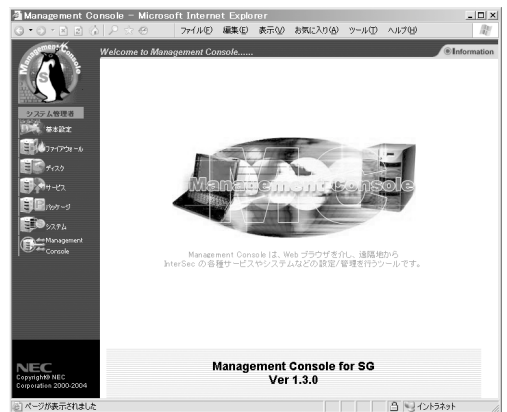 Management Console - Microsoft Internet Explorer
ファイル(F) 編集(E) 表示(V) お気に入り(A) ツール(T) ヘルプ(H)
Welcome to Management Console......
Information
Management
システム管理者
基本設定
ファイアウォール
ディスク
サービス
パッケージ
システム
Management
Console
Management Console
Management Console は、Web ブラウザを介し、遠隔地から
InterSec の各種サービスやシステムなどの設定/管理を行うツールです。
NEC
Copyright© NEC
Corporation 2000-2004
Management Console for SG
Ver 1.3.0
ページが表示されました
イントラネット